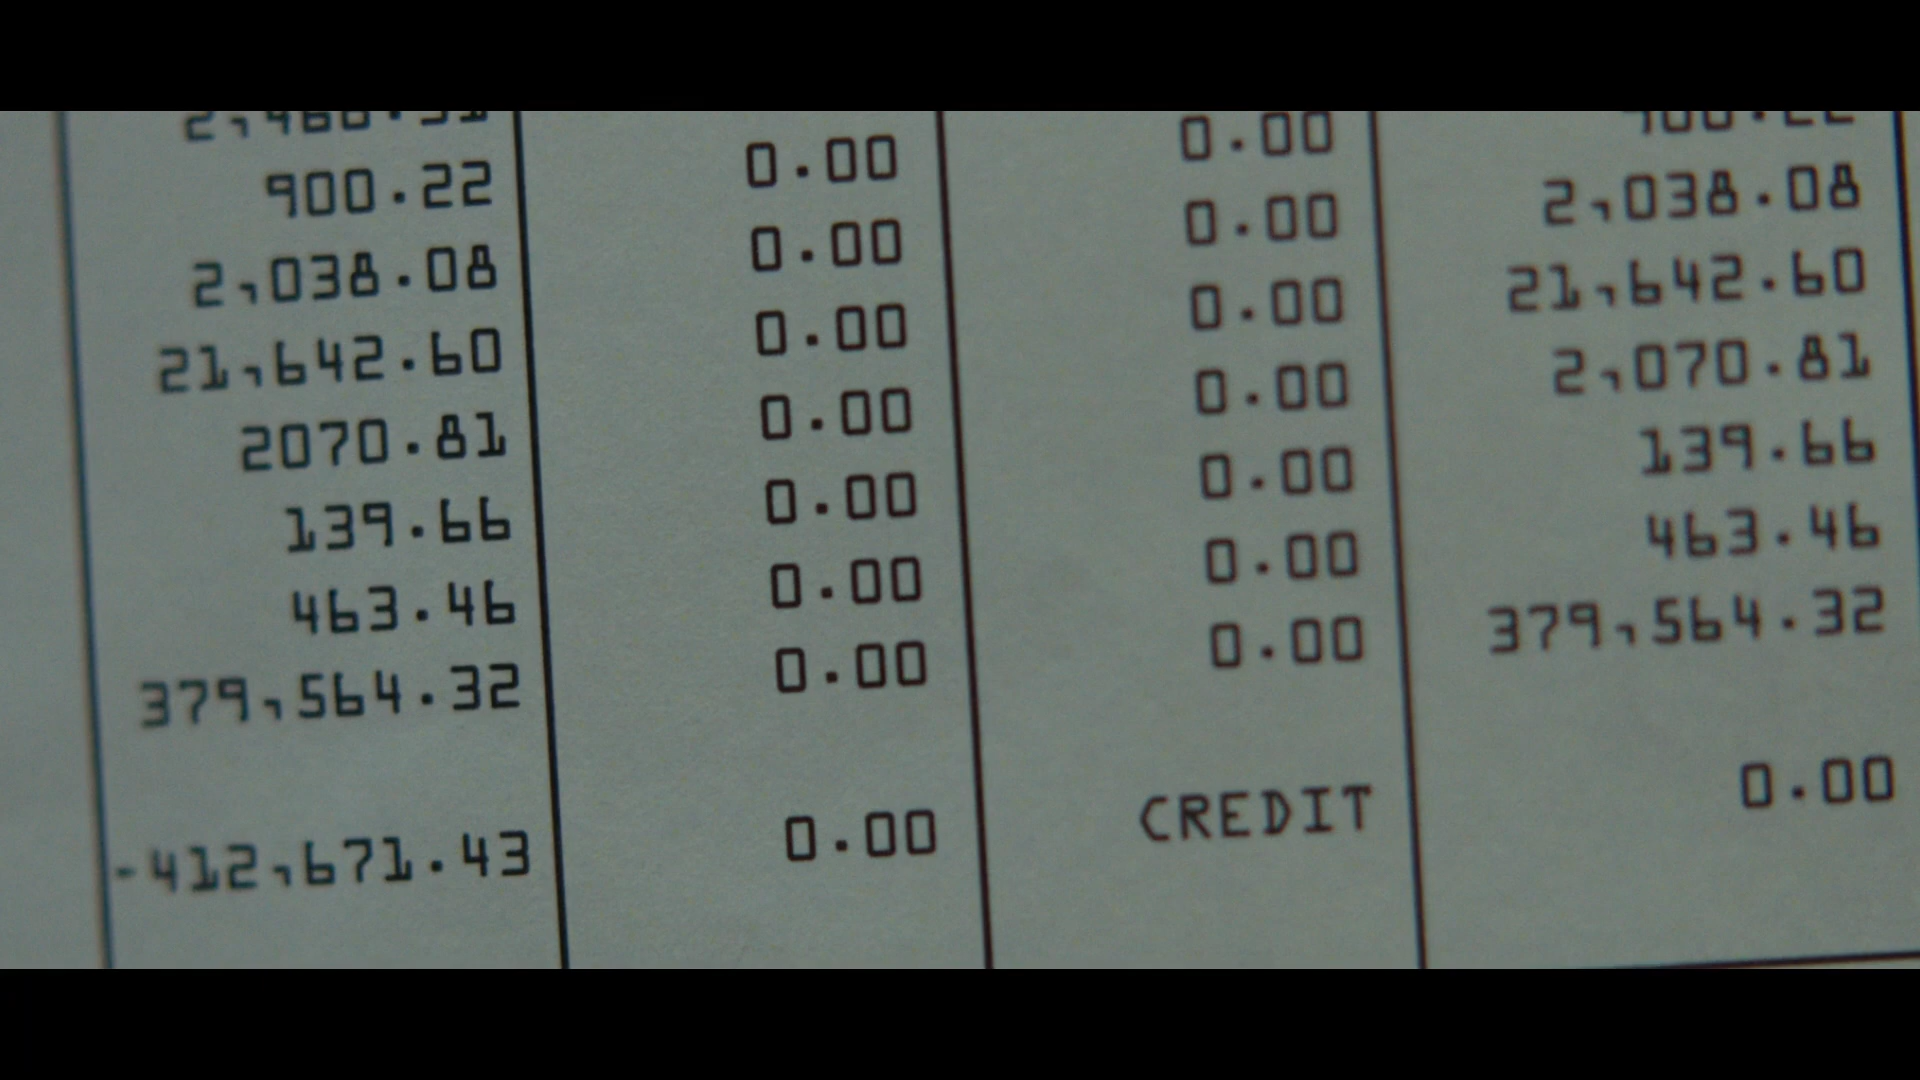 900.22 0.00 0.00 2,038.08
2,038.08 0.00 0.00 21,642.60
21,642.60 0.00 0.00 2,070.81
2070.81 0.00 0.00 139.66
139.66 0.00 0.00 463.46
463.46 0.00 0.00 379,564.32
379,564.32 0.00 0.00
-412,671.43 0.00 CREDIT 0.00